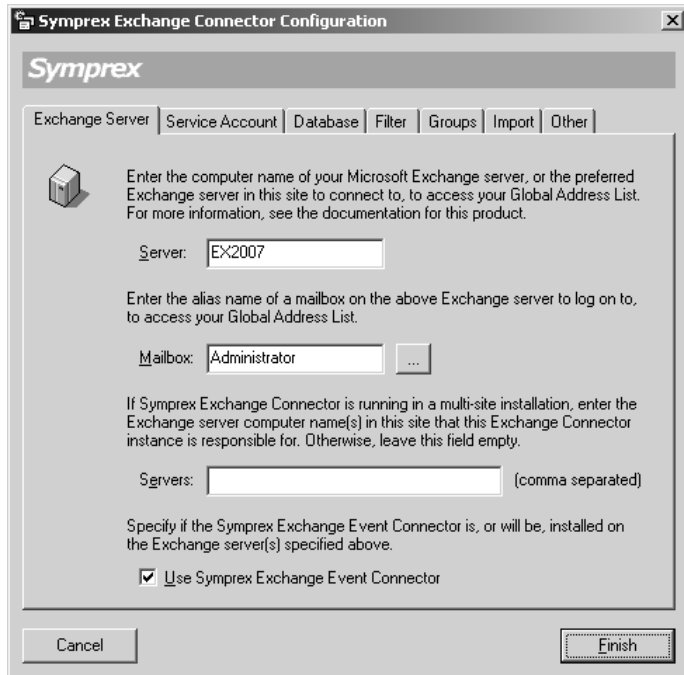 Symprex Exchange Connector Configuration
Symprex
Exchange Server Service Account Database Filter Groups Import Other
Enter the computer name of your Microsoft Exchange server, or the preferred
Exchange server in this site to connect to, to access your Global Address List.
For more information, see the documentation for this product.
Server: EX2007
Enter the alias name of a mailbox on the above Exchange server to log on to,
to access your Global Address List.
Mailbox: Administrator ...
If Symprex Exchange Connector is running in a multi-site installation, enter the
Exchange server computer name(s) in this site that this Exchange Connector
instance is responsible for. Otherwise, leave this field empty.
Servers: (comma separated)
Specify if the Symprex Exchange Event Connector is, or will be, installed on
the Exchange server(s) specified above.
Use Symprex Exchange Event Connector
Cancel Finish